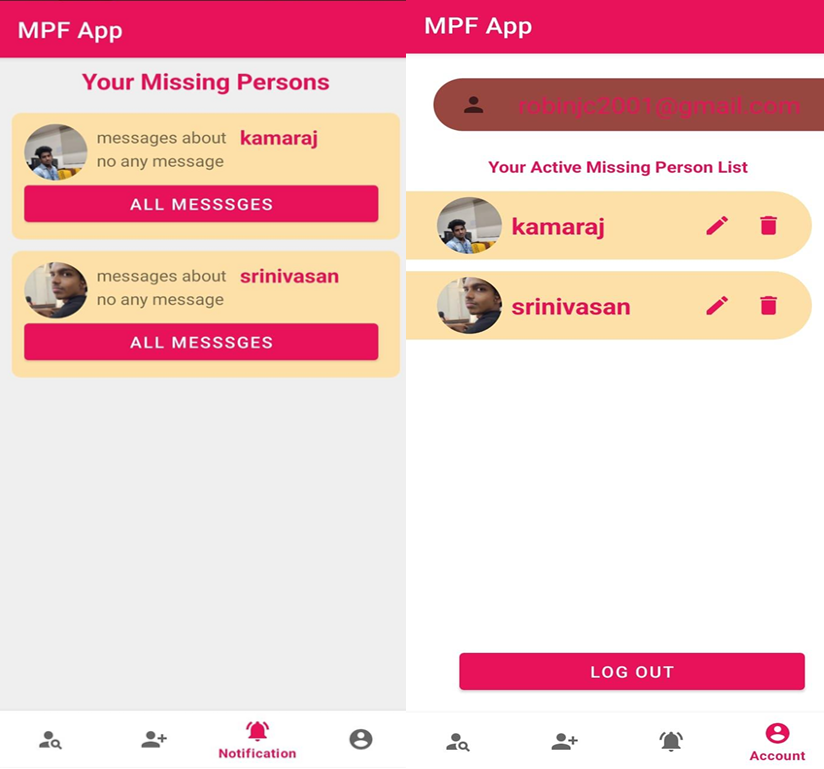 MPF App
Your Missing Persons
messages about kamaraj
no any message
ALL MESSSGES
messages about srinivasan
no any message
ALL MESSSGES
Notification
MPF App
robinjc2001@gmail.com
Your Active Missing Person List
kamaraj
srinivasan
LOG OUT
Account